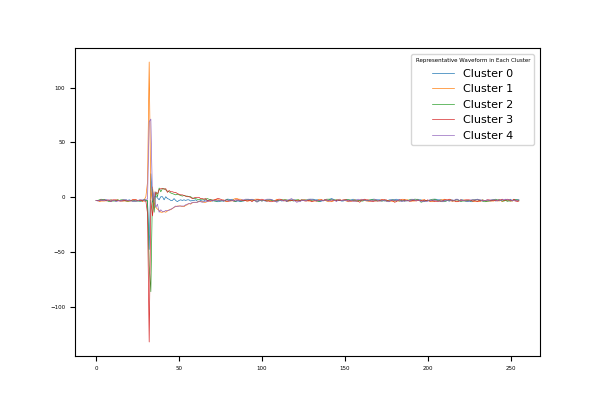 Representative Waveform in Each Cluster
Cluster 0
Cluster 1
Cluster 2
Cluster 3
Cluster 4
100
50
0
−50
−100
0 50 100 150 200 250